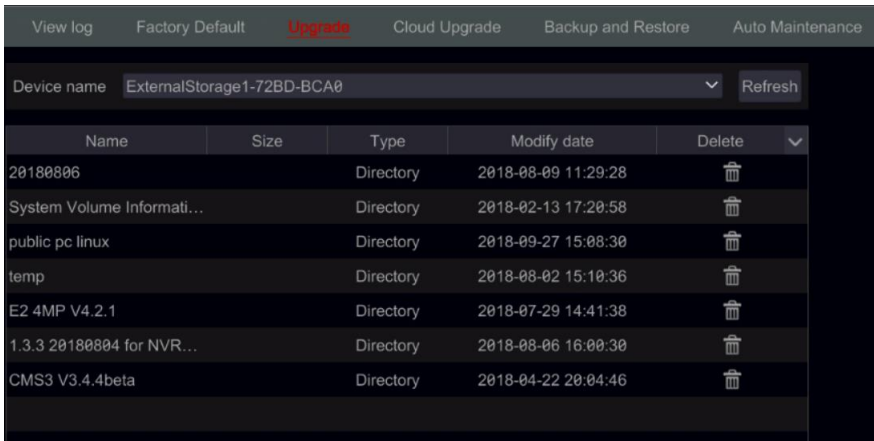 View log Factory Default Upgrade Cloud Upgrade Backup and Restore Auto Maintenance
Device name ExternalStorage1-72BD-BCA0 Refresh
Name Size Type Modify date Delete
20180806 Directory 2018-08-09 11:29:28
System Volume Informati... Directory 2018-02-13 17:20:58
public pc linux Directory 2018-09-27 15:08:30
temp Directory 2018-08-02 15:10:36
E2 4MP V4.2.1 Directory 2018-07-29 14:41:38
1.3.3 20180804 for NVR... Directory 2018-08-06 16:00:30
CMS3 V3.4.4beta Directory 2018-04-22 20:04:46